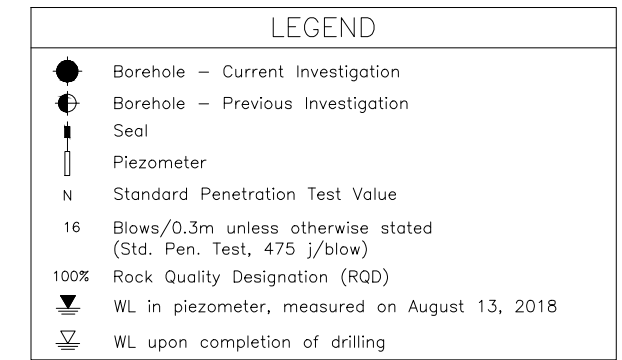 LEGEND
Borehole – Current Investigation
Borehole – Previous Investigation
Seal
Piezometer
N Standard Penetration Test Value
16 Blows/0.3m unless otherwise stated
(Std. Pen. Test, 475 j/blow)
100% Rock Quality Designation (RQD)
WL in piezometer, measured on August 13, 2018
WL upon completion of drilling